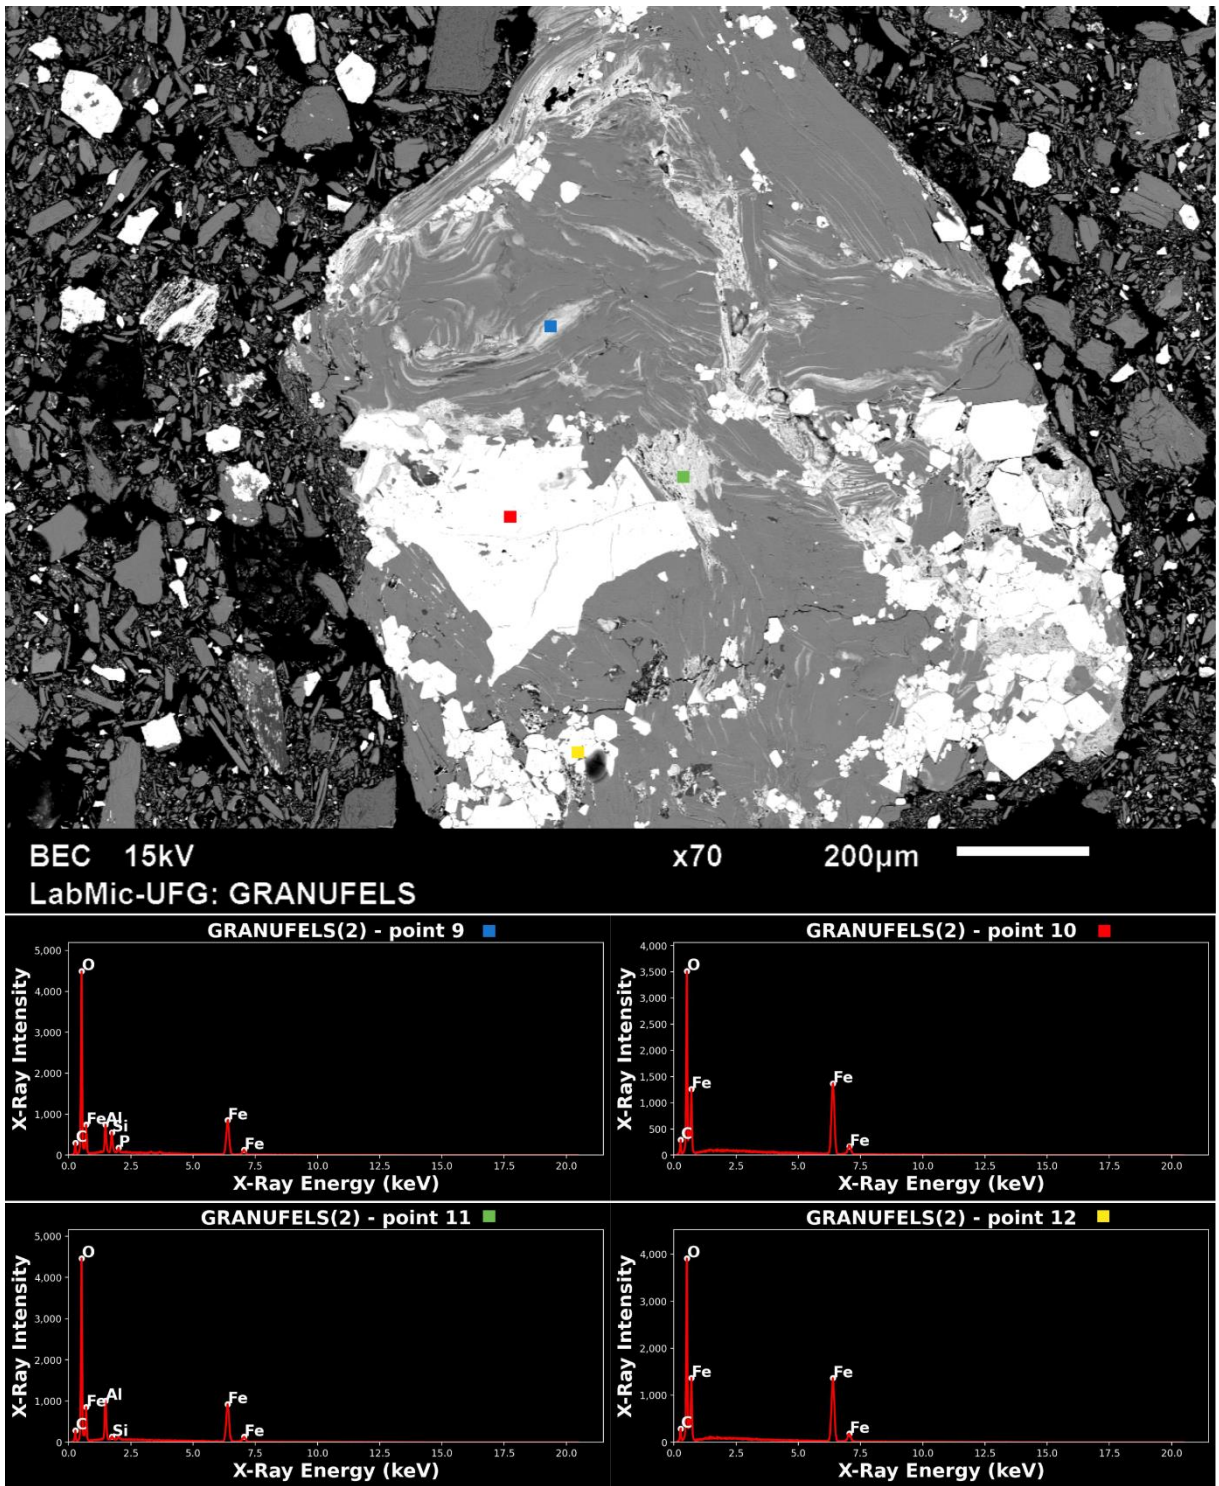 BEC 15kV x70 200µm
LabMic-UFG: GRANUFELS
GRANUFELS(2) - point 9
X-Ray Intensity
5,000
4,000
3,000
2,000
1,000
0
O
C
Fe
Al
Si
P
Fe
Fe
0.0 2.5 5.0 7.5 10.0 12.5 15.0 17.5 20.0
X-Ray Energy (keV)
GRANUFELS(2) - point 10
X-Ray Intensity
4,000
3,500
3,000
2,500
2,000
1,500
1,000
500
0
O
Fe
C
Fe
Fe
0.0 2.5 5.0 7.5 10.0 12.5 15.0 17.5 20.0
X-Ray Energy (keV)
GRANUFELS(2) - point 11
X-Ray Intensity
5,000
4,000
3,000
2,000
1,000
0
O
C
Fe
Al
Si
Fe
Fe
0.0 2.5 5.0 7.5 10.0 12.5 15.0 17.5 20.0
X-Ray Energy (keV)
GRANUFELS(2) - point 12
X-Ray Intensity
4,000
3,000
2,000
1,000
0
O
Fe
C
Fe
Fe
0.0 2.5 5.0 7.5 10.0 12.5 15.0 17.5 20.0
X-Ray Energy (keV)